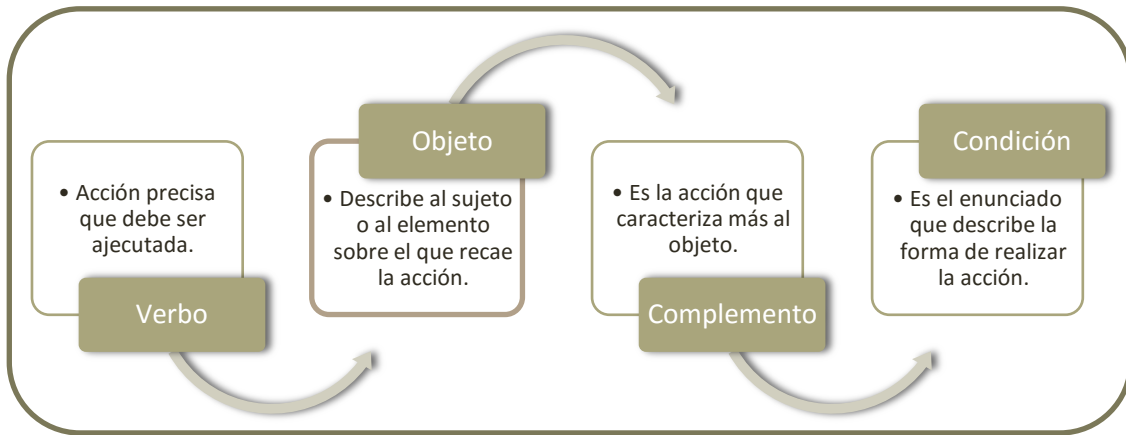 • Acción precisa
que debe ser
ajecutada.
Verbo
Objeto
• Describe al sujeto
o al elemento
sobre el que recae
la acción.
• Es la acción que
caracteriza más al
objeto.
Complemento
Condición
• Es el enunciado
que describe la
forma de realizar
la acción.